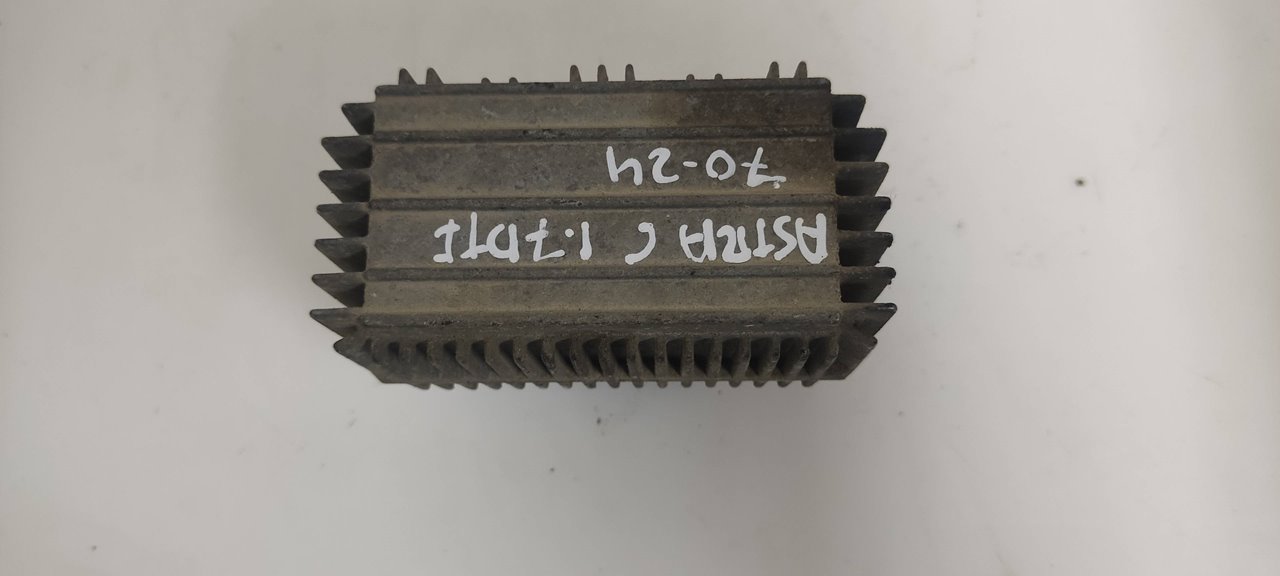 ASTRA G 1.7DTI
70-24